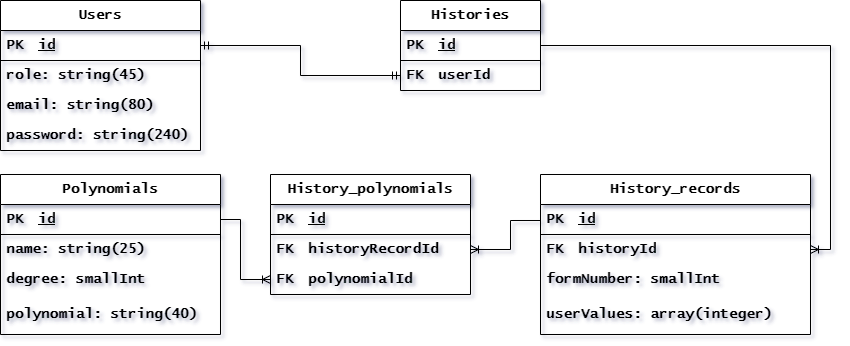 Users
PK id
role: string(45)
email: string(80)
password: string(240)
Histories
PK id
FK userId
Polynomials
PK id
name: string(25)
degree: smallInt
polynomial: string(40)
History_polynomials
PK id
FK historyRecordId
FK polynomialId
History_records
PK id
FK historyId
formNumber: smallInt
userValues: array(integer)